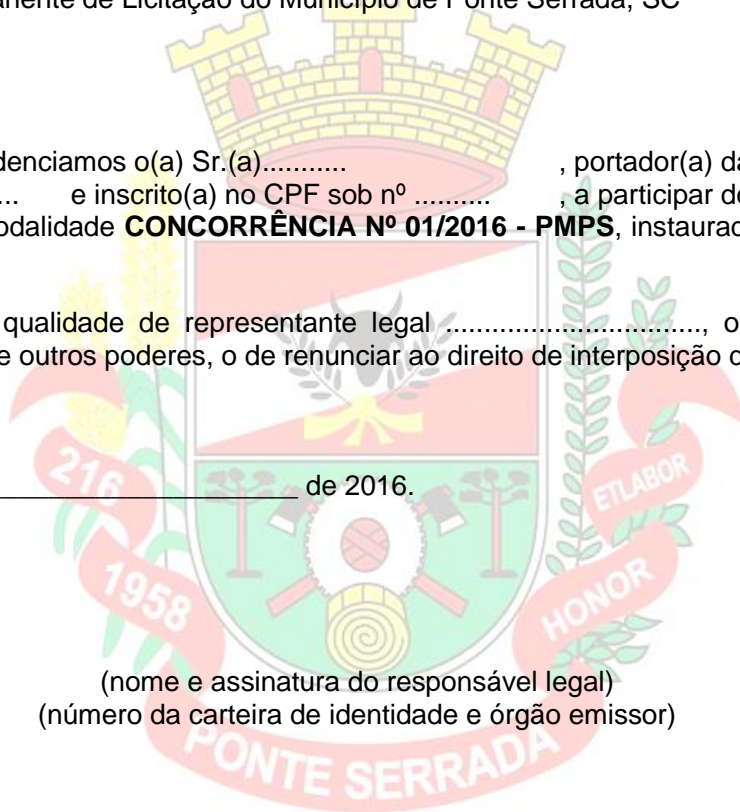 anente de Licitação do Município de Ponte Serrada, SC
denciamos o(a) Sr.(a)........... , portador(a) da
... e inscrito(a) no CPF sob nº .......... , a participar do
odalidade CONCORRÊNCIA Nº 01/2016 - PMPS, instaurad
qualidade de representante legal .................................., o
e outros poderes, o de renunciar ao direito de interposição d
____________________ de 2016.
216
ETLABOR
1958
HONOR
(nome e assinatura do responsável legal)
(número da carteira de identidade e órgão emissor)
PONTE SERRADA